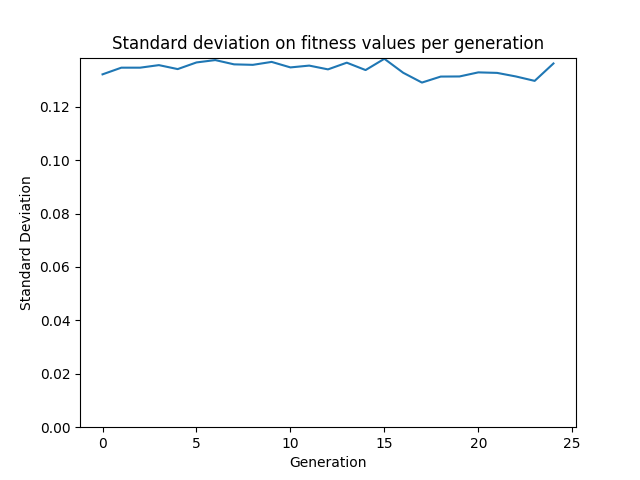 Standard deviation on fitness values per generation
Standard Deviation
0.12
0.10
0.08
0.06
0.04
0.02
0.00
0 5 10 15 20 25
Generation